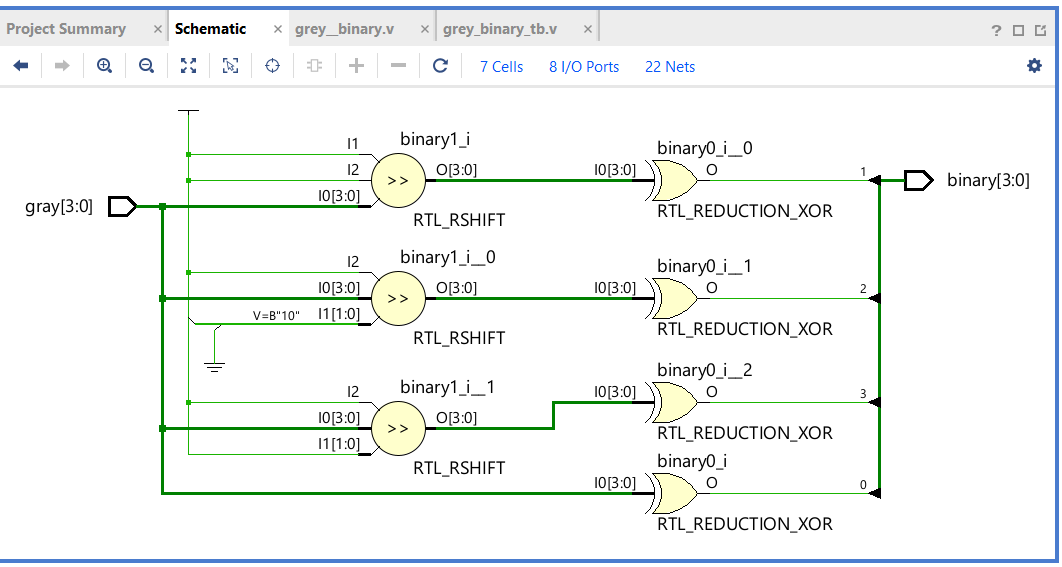 Project Summary × Schematic × grey__binary.v × grey_binary_tb.v × ?
7 Cells 8 I/O Ports 22 Nets
binary1_i
I1
I2
I0[3:0]
>>
O[3:0]
RTL_RSHIFT
binary0_i__0
I0[3:0]
O
RTL_REDUCTION_XOR
1
gray[3:0]
binary[3:0]
binary1_i__0
I2
I0[3:0]
V=B"10" I1[1:0]
>>
O[3:0]
RTL_RSHIFT
binary0_i__1
I0[3:0]
O
RTL_REDUCTION_XOR
2
binary1_i__1
I2
I0[3:0]
I1[1:0]
>>
O[3:0]
RTL_RSHIFT
binary0_i__2
I0[3:0]
O
RTL_REDUCTION_XOR
3
binary0_i
I0[3:0]
O
RTL_REDUCTION_XOR
0